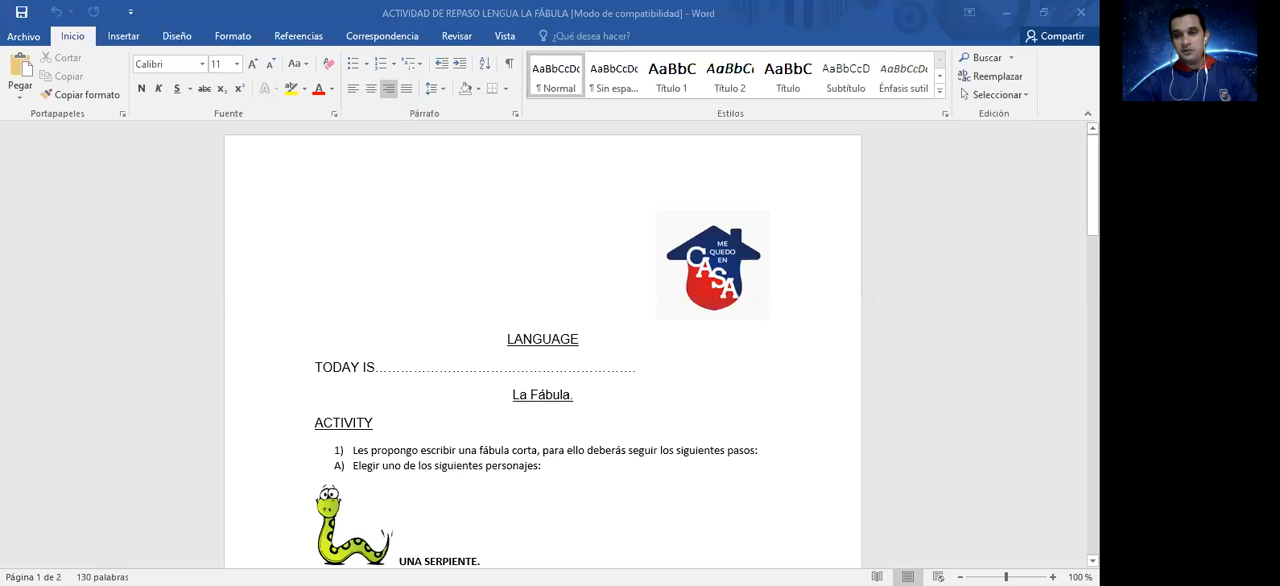 ACTIVIDAD DE REPASO LENGUA LA FÁBULA [Modo de compatibilidad] - Word
Archivo Inicio Insertar Diseño Formato Referencias Correspondencia Revisar Vista ¿Qué desea hacer? Compartir
Pegar
Cortar
Copiar
Copiar formato
Portapapeles
Calibri 11 Aa
N K S abc x₂ x² A
Fuente
Párrafo
AaBbCcDc AaBbCcDc AaBbC AaBbCc AaBbC AaBbCcD AaBbCcDc
¶ Normal ¶ Sin espa... Título 1 Título 2 Título Subtítulo Énfasis sutil
Estilos
Buscar
Reemplazar
Seleccionar
Edición
ME
QUEDO
EN
CASA
LANGUAGE
TODAY IS……………………………………………………….
La Fábula.
ACTIVITY
1) Les propongo escribir una fábula corta, para ello deberás seguir los siguientes pasos:
A) Elegir uno de los siguientes personajes:
UNA SERPIENTE.
Página 1 de 2 130 palabras 100 %